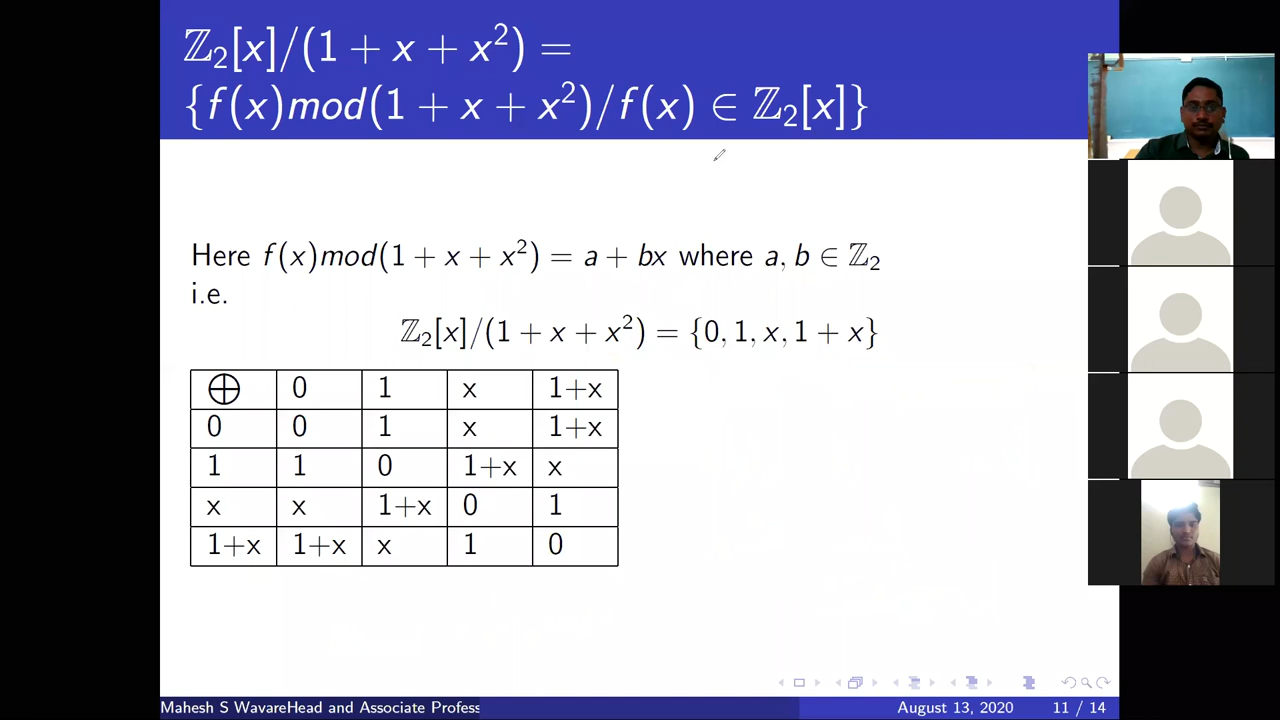 ℤ₂[x]/(1 + x + x²) =
{f(x)mod(1 + x + x²)/f(x) ∈ ℤ₂[x]}
Here f(x)mod(1 + x + x²) = a + bx where a, b ∈ ℤ₂
i.e.
ℤ₂[x]/(1 + x + x²) = {0, 1, x, 1 + x}
⊕ 0 1 x 1+x
0 0 1 x 1+x
1 1 0 1+x x
x x 1+x 0 1
1+x 1+x x 1 0
Mahesh S WavareHead and Associate Profess August 13, 2020 11 / 14